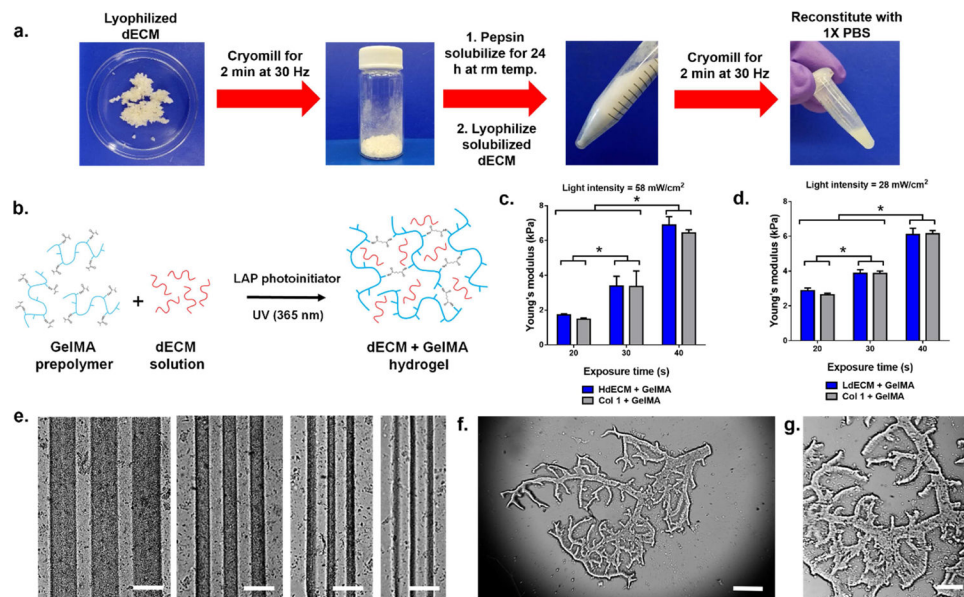 a.
Lyophilized
dECM
Cryomill for
2 min at 30 Hz
1. Pepsin
solubilize for 24
h at rm temp.
2. Lyophilize
solubilized
dECM
Cryomill for
2 min at 30 Hz
Reconstitute with
1X PBS
b.
GelMA
prepolymer
+
dECM
solution
LAP photoinitiator
UV (365 nm)
dECM + GelMA
hydrogel
c.
Light intensity = 58 mW/cm²
Young's modulus (kPa)
8
6
4
2
0
*
*
20
30
40
Exposure time (s)
HdECM + GelMA
Col 1 + GelMA
d.
Light intensity = 28 mW/cm²
Young's modulus (kPa)
8
6
4
2
0
*
*
20
30
40
Exposure time (s)
LdECM + GelMA
Col 1 + GelMA
e.
f.
g.